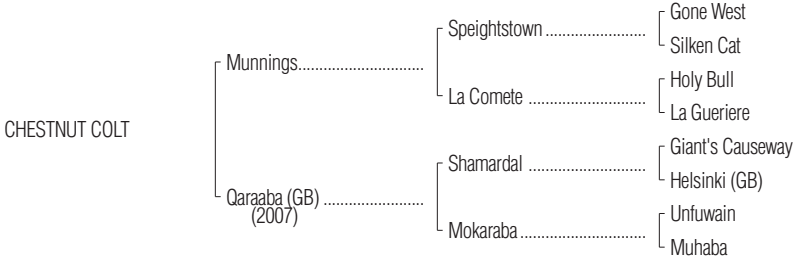 Gone West
Speightstown ..........................
Silken Cat
Munnings.................................
Holy Bull
La Comete ..............................
La Gueriere
CHESTNUT COLT
Giant's Causeway
Shamardal ..............................
Helsinki (GB)
Qaraaba (GB) ..........................
(2007)
Unfuwain
Mokaraba.................................
Muhaba